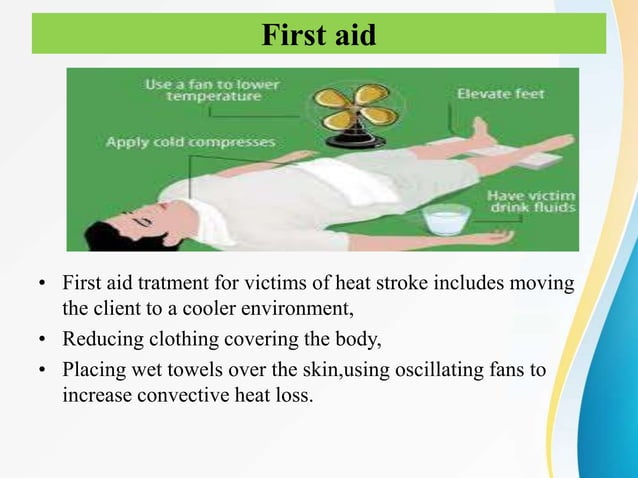 First aid
Use a fan to lower
temperature
Elevate feet
Apply cold compresses
Have victim
drink fluids
• First aid tratment for victims of heat stroke includes moving
the client to a cooler environment,
• Reducing clothing covering the body,
• Placing wet towels over the skin,using oscillating fans to
increase convective heat loss.